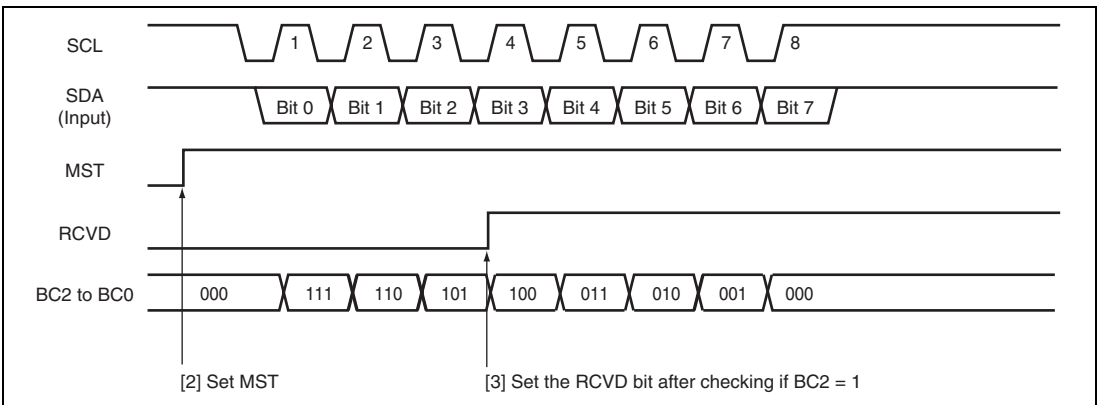 SCL 1 2 3 4 5 6 7 8
SDA
(Input) Bit 0 Bit 1 Bit 2 Bit 3 Bit 4 Bit 5 Bit 6 Bit 7
MST
RCVD
BC2 to BC0 000 111 110 101 100 011 010 001 000
[2] Set MST [3] Set the RCVD bit after checking if BC2 = 1